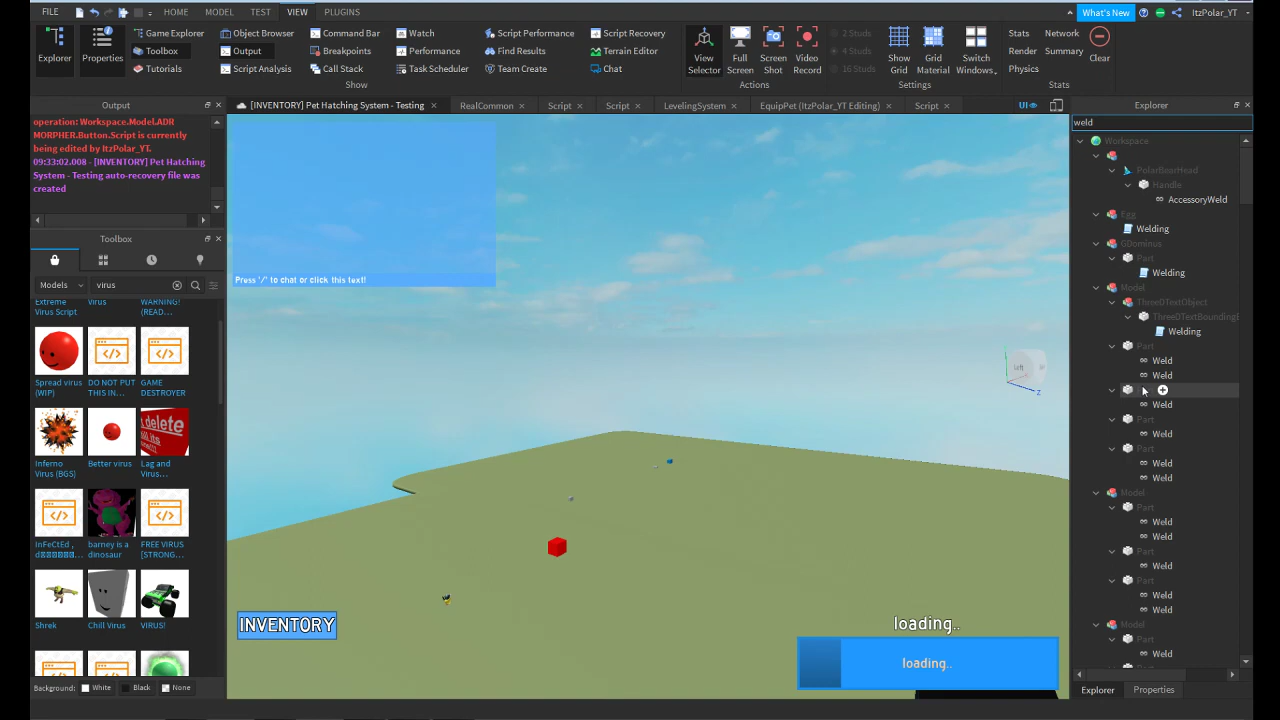 FILE
HOME
MODEL
TEST
VIEW
PLUGINS
What's New
ItzPolar_YT
Explorer
Properties
Game Explorer
Toolbox
Tutorials
Object Browser
Output
Script Analysis
Command Bar
Breakpoints
Call Stack
Watch
Performance
Task Scheduler
Script Performance
Find Results
Team Create
Script Recovery
Terrain Editor
Chat
Show
View
Selector
Full
Screen
Screen
Shot
Video
Record
Actions
2 Studs
4 Studs
16 Studs
Show
Grid
Grid
Material
Switch
Windows
Settings
Stats
Render
Physics
Network
Summary
Clear
Stats
Output
operation: Workspace.Model.ADR
MORPHER.Button.Script is currently
being edited by ItzPolar_YT.
09:33:02.008 - [INVENTORY] Pet Hatching
System - Testing auto-recovery file was
created
Toolbox
Models
virus
Extreme
Virus Script
Virus
WARNING!
(READ...
Spread virus
(WIP)
DO NOT PUT
THIS IN...
GAME
DESTROYER
delete
Inferno
Virus (BGS)
Better virus
Lag and
Virus...
InFeCtEd ,
barney is a
dinosaur
FREE VIRUS
[STRONG...
Shrek
Chill Virus
VIRUS!
Background:
White
Black
None
[INVENTORY] Pet Hatching System - Testing
RealCommon
Script
Script
LevelingSystem
EquipPet (ItzPolar_YT Editing)
Script
UI
Press '/' to chat or click this text!
Left
Z
INVENTORY
loading..
loading..
Explorer
weld
Workspace
PolarBearHead
Handle
AccessoryWeld
Egg
Welding
GDominus
Part
Welding
Model
ThreeDTextObject
ThreeDTextBounding
Welding
Part
Weld
Weld
Weld
Part
Weld
Part
Weld
Weld
Model
Part
Weld
Weld
Part
Weld
Part
Weld
Weld
Model
Part
Weld
Explorer
Properties